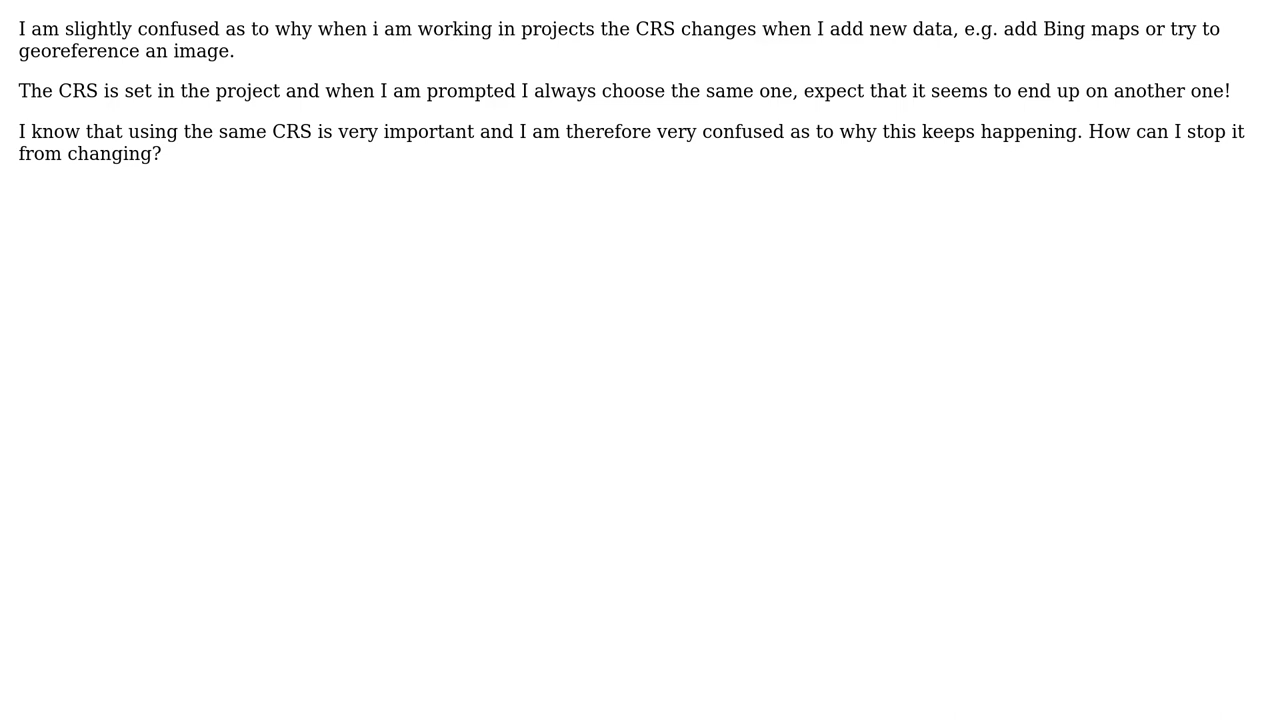 I am slightly confused as to why when i am working in projects the CRS changes when I add new data, e.g. add Bing maps or try to
georeference an image.
The CRS is set in the project and when I am prompted I always choose the same one, expect that it seems to end up on another one!
I know that using the same CRS is very important and I am therefore very confused as to why this keeps happening. How can I stop it
from changing?